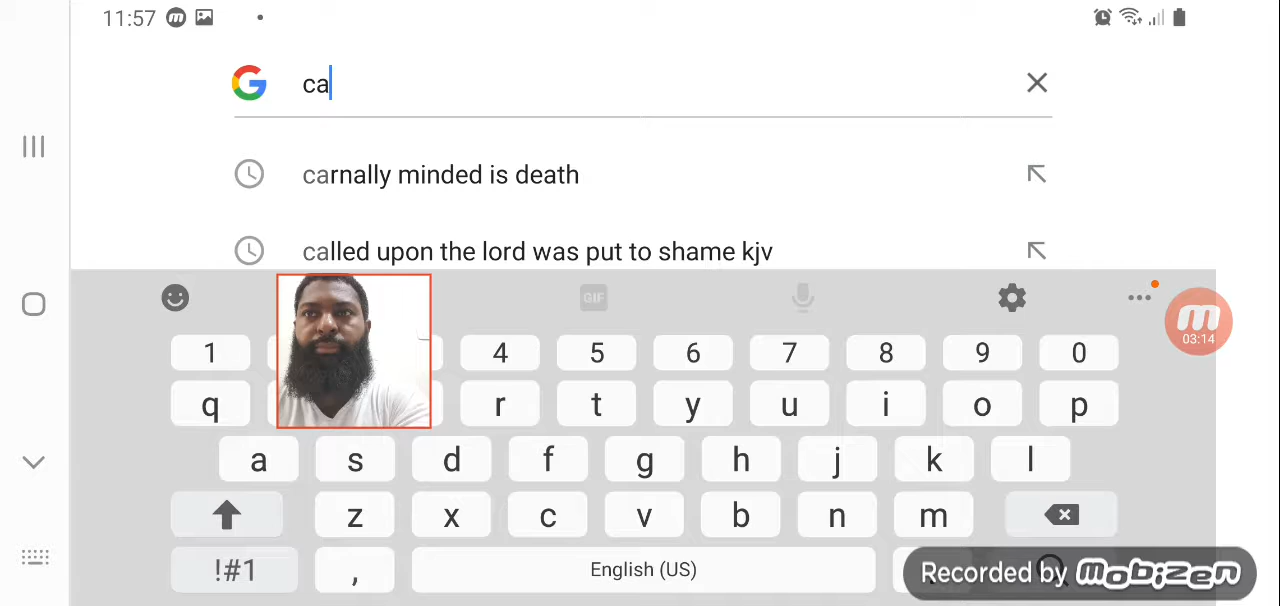 11:57
ca
carnally minded is death
called upon the lord was put to shame kjv
GIF
03:14
1 4 5 6 7 8 9 0
q r t y u i o p
a s d f g h j k l
z x c v b n m
!#1 , English (US)
Recorded by mobizen